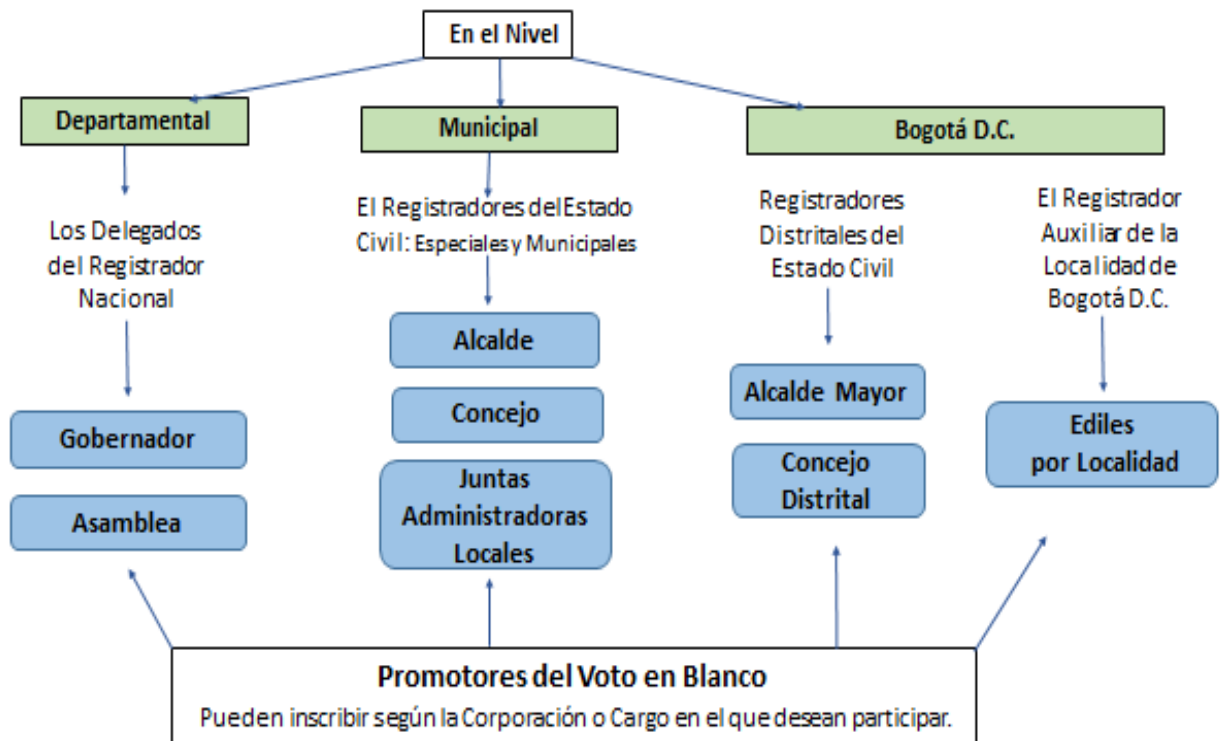 En el Nivel
Departamental
Municipal
Bogotá D.C.
Los Delegados
del Registrador
Nacional
El Registradores del Estado
Civil: Especiales y Municipales
Registradores
Distritales del
Estado Civil
El Registrador
Auxiliar de la
Localidad de
Bogotá D.C.
Gobernador
Asamblea
Alcalde
Concejo
Juntas
Administradoras
Locales
Alcalde Mayor
Concejo
Distrital
Ediles
por Localidad
Promotores del Voto en Blanco
Pueden inscribir según la Corporación o Cargo en el que desean participar.